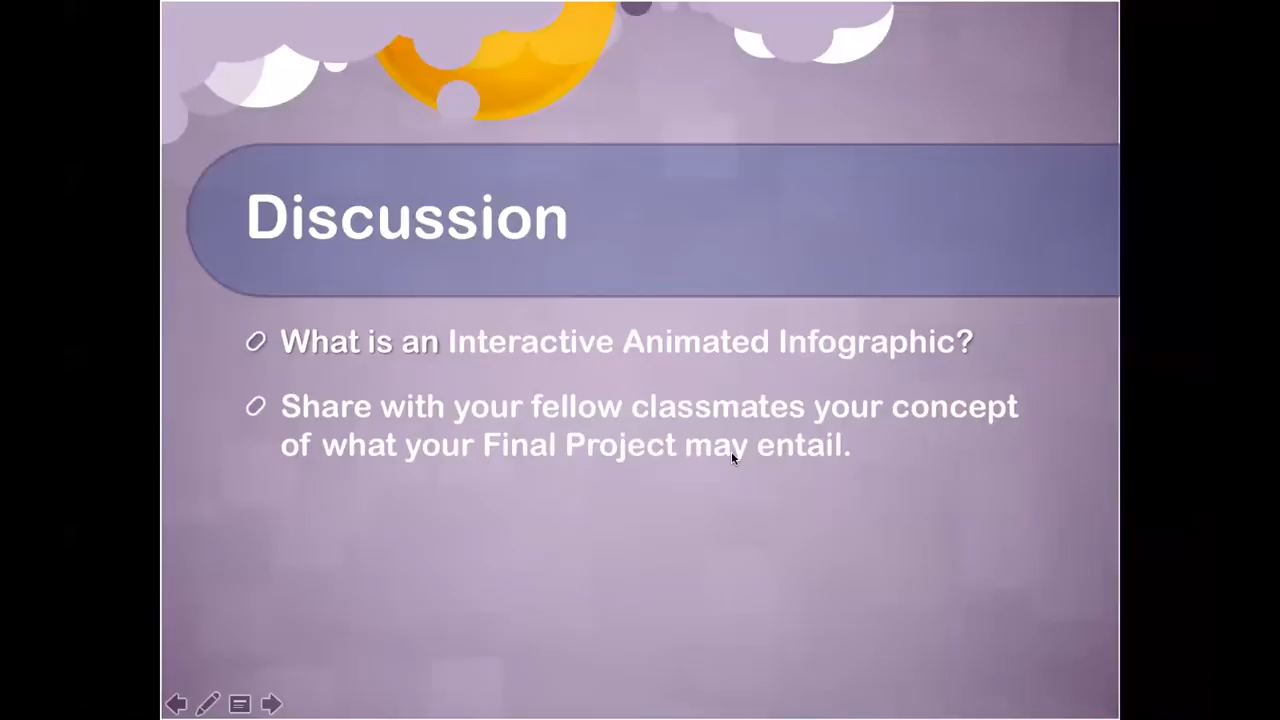 Discussion
What is an Interactive Animated Infographic?
Share with your fellow classmates your concept
of what your Final Project may entail.